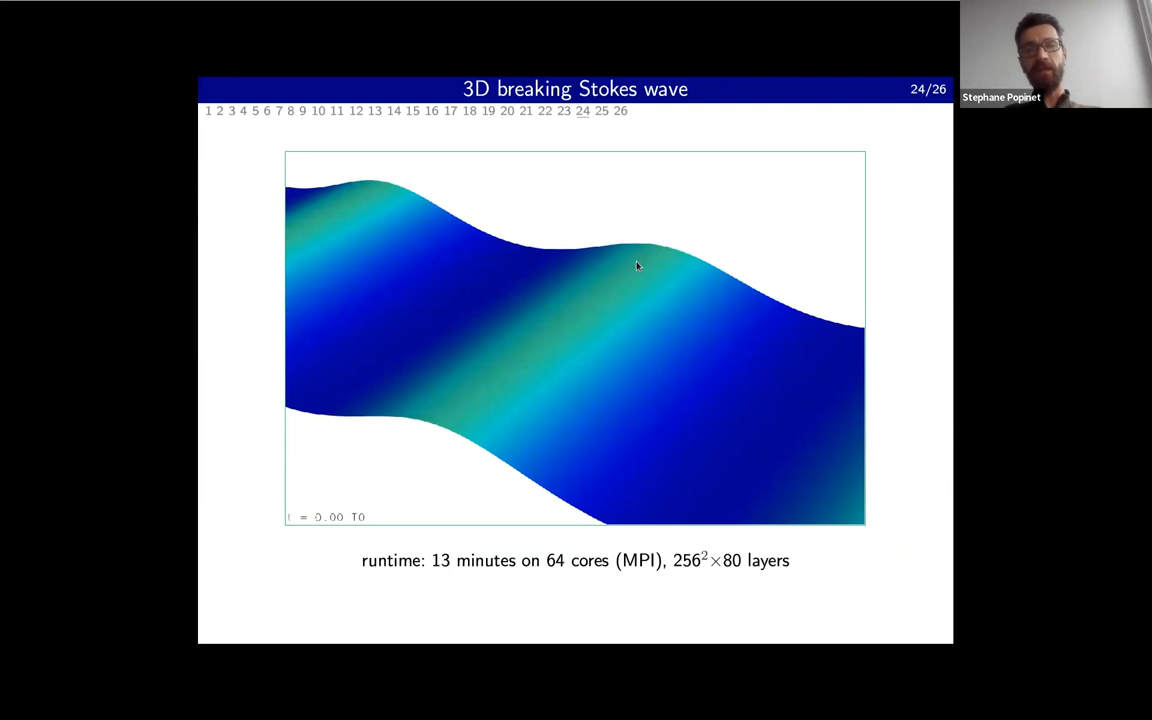 3D breaking Stokes wave
24/26
1 2 3 4 5 6 7 8 9 10 11 12 13 14 15 16 17 18 19 20 21 22 23 24 25 26
Stephane Popinet
t = 0.00 T0
runtime: 13 minutes on 64 cores (MPI), 256²×80 layers